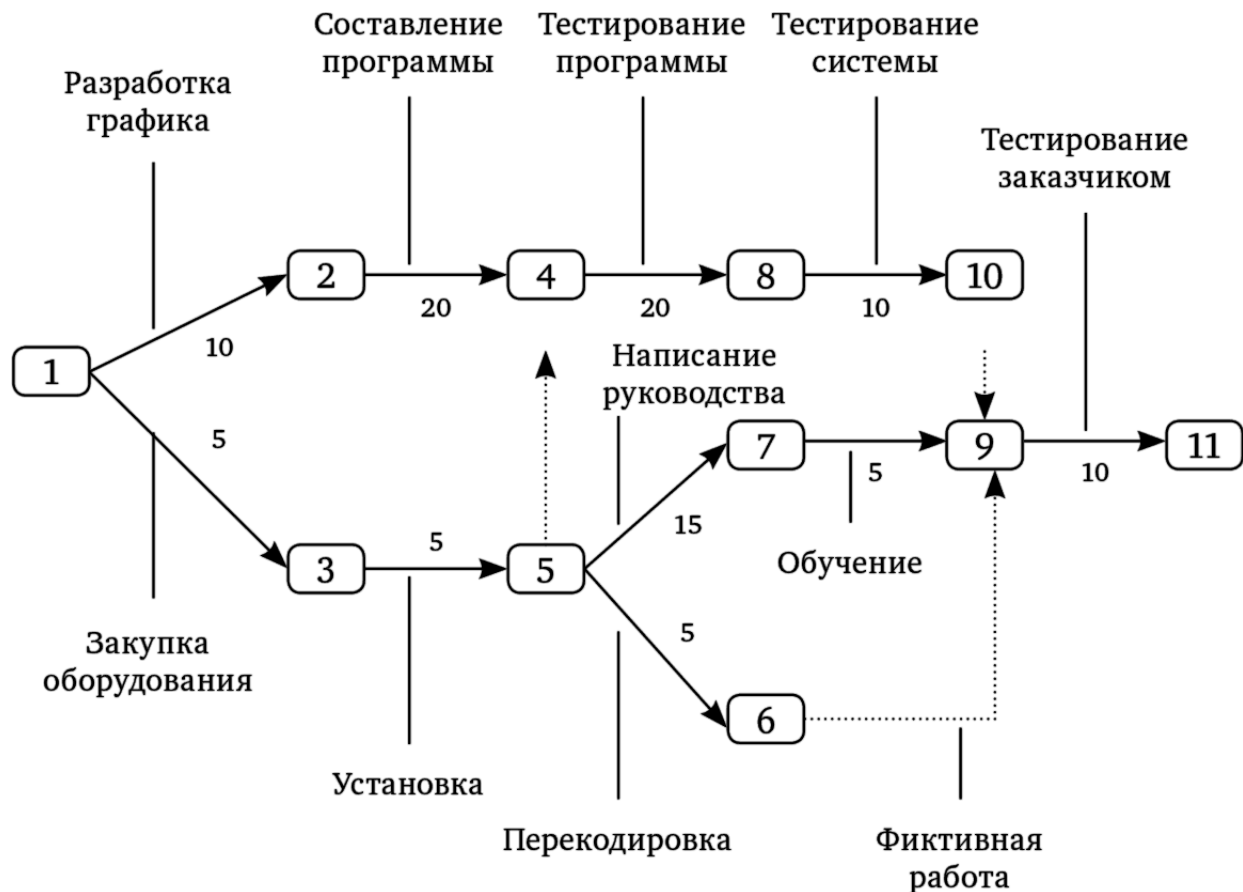 Составление
программы
Тестирование
программы
Тестирование
системы
Разработка
графика
Тестирование
заказчиком
2
4
8
10
20
20
10
10
1
Написание
руководства
5
7
9
11
5
10
15
5
3
5
Обучение
5
6
Закупка
оборудования
Установка
Перекодировка
Фиктивная
работа